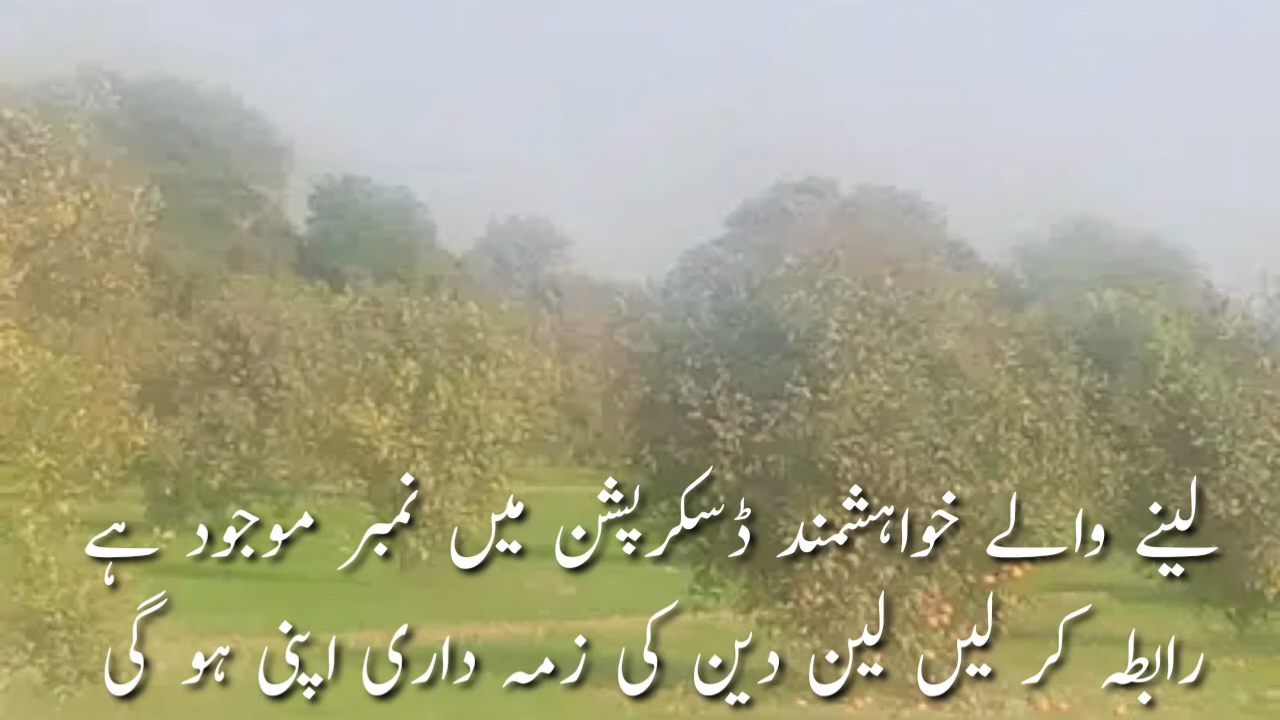 لینے والے خواہشمند ڈسکرپشن میں نمبر موجود ہے
رابطہ کر لیں لین دین کی زمہ داری اپنی ہو گی